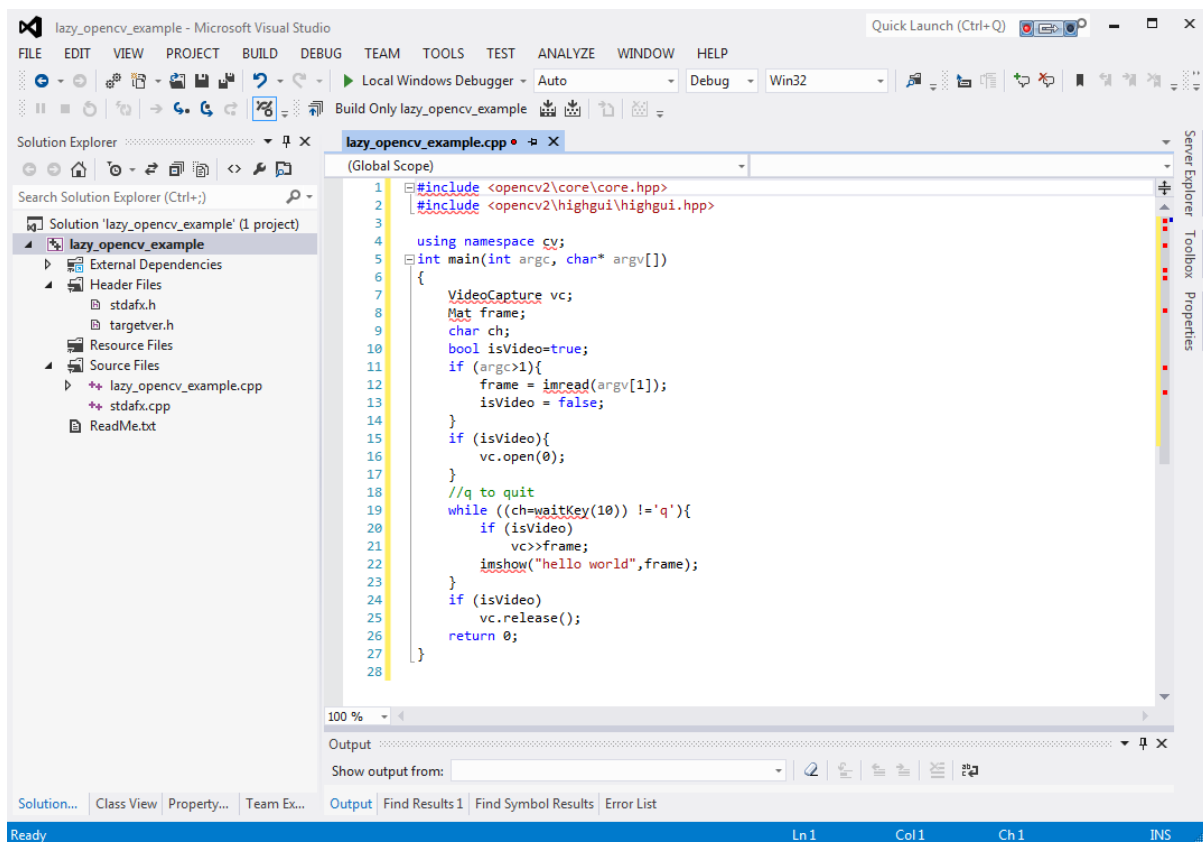 lazy_opencv_example - Microsoft Visual Studio
Quick Launch (Ctrl+Q)
FILE EDIT VIEW PROJECT BUILD DEBUG TEAM TOOLS TEST ANALYZE WINDOW HELP
Local Windows Debugger Auto Debug Win32
Build Only lazy_opencv_example
Solution Explorer
Search Solution Explorer (Ctrl+;)
Solution 'lazy_opencv_example' (1 project)
lazy_opencv_example
External Dependencies
Header Files
stdafx.h
targetver.h
Resource Files
Source Files
lazy_opencv_example.cpp
stdafx.cpp
ReadMe.txt
Solution... Class View Property... Team Ex...
lazy_opencv_example.cpp
(Global Scope)
1 #include <opencv2\core\core.hpp>
2 #include <opencv2\highgui\highgui.hpp>
3
4 using namespace cv;
5 int main(int argc, char* argv[])
6 {
7 VideoCapture vc;
8 Mat frame;
9 char ch;
10 bool isVideo=true;
11 if (argc>1){
12 frame = imread(argv[1]);
13 isVideo = false;
14 }
15 if (isVideo){
16 vc.open(0);
17 }
18 //q to quit
19 while ((ch=waitKey(10)) !='q'){
20 if (isVideo)
21 vc>>frame;
22 imshow("hello world",frame);
23 }
24 if (isVideo)
25 vc.release();
26 return 0;
27 }
28
100 %
Output
Show output from:
Output Find Results 1 Find Symbol Results Error List
Server Explorer
Toolbox
Properties
Ready Ln 1 Col 1 Ch 1 INS